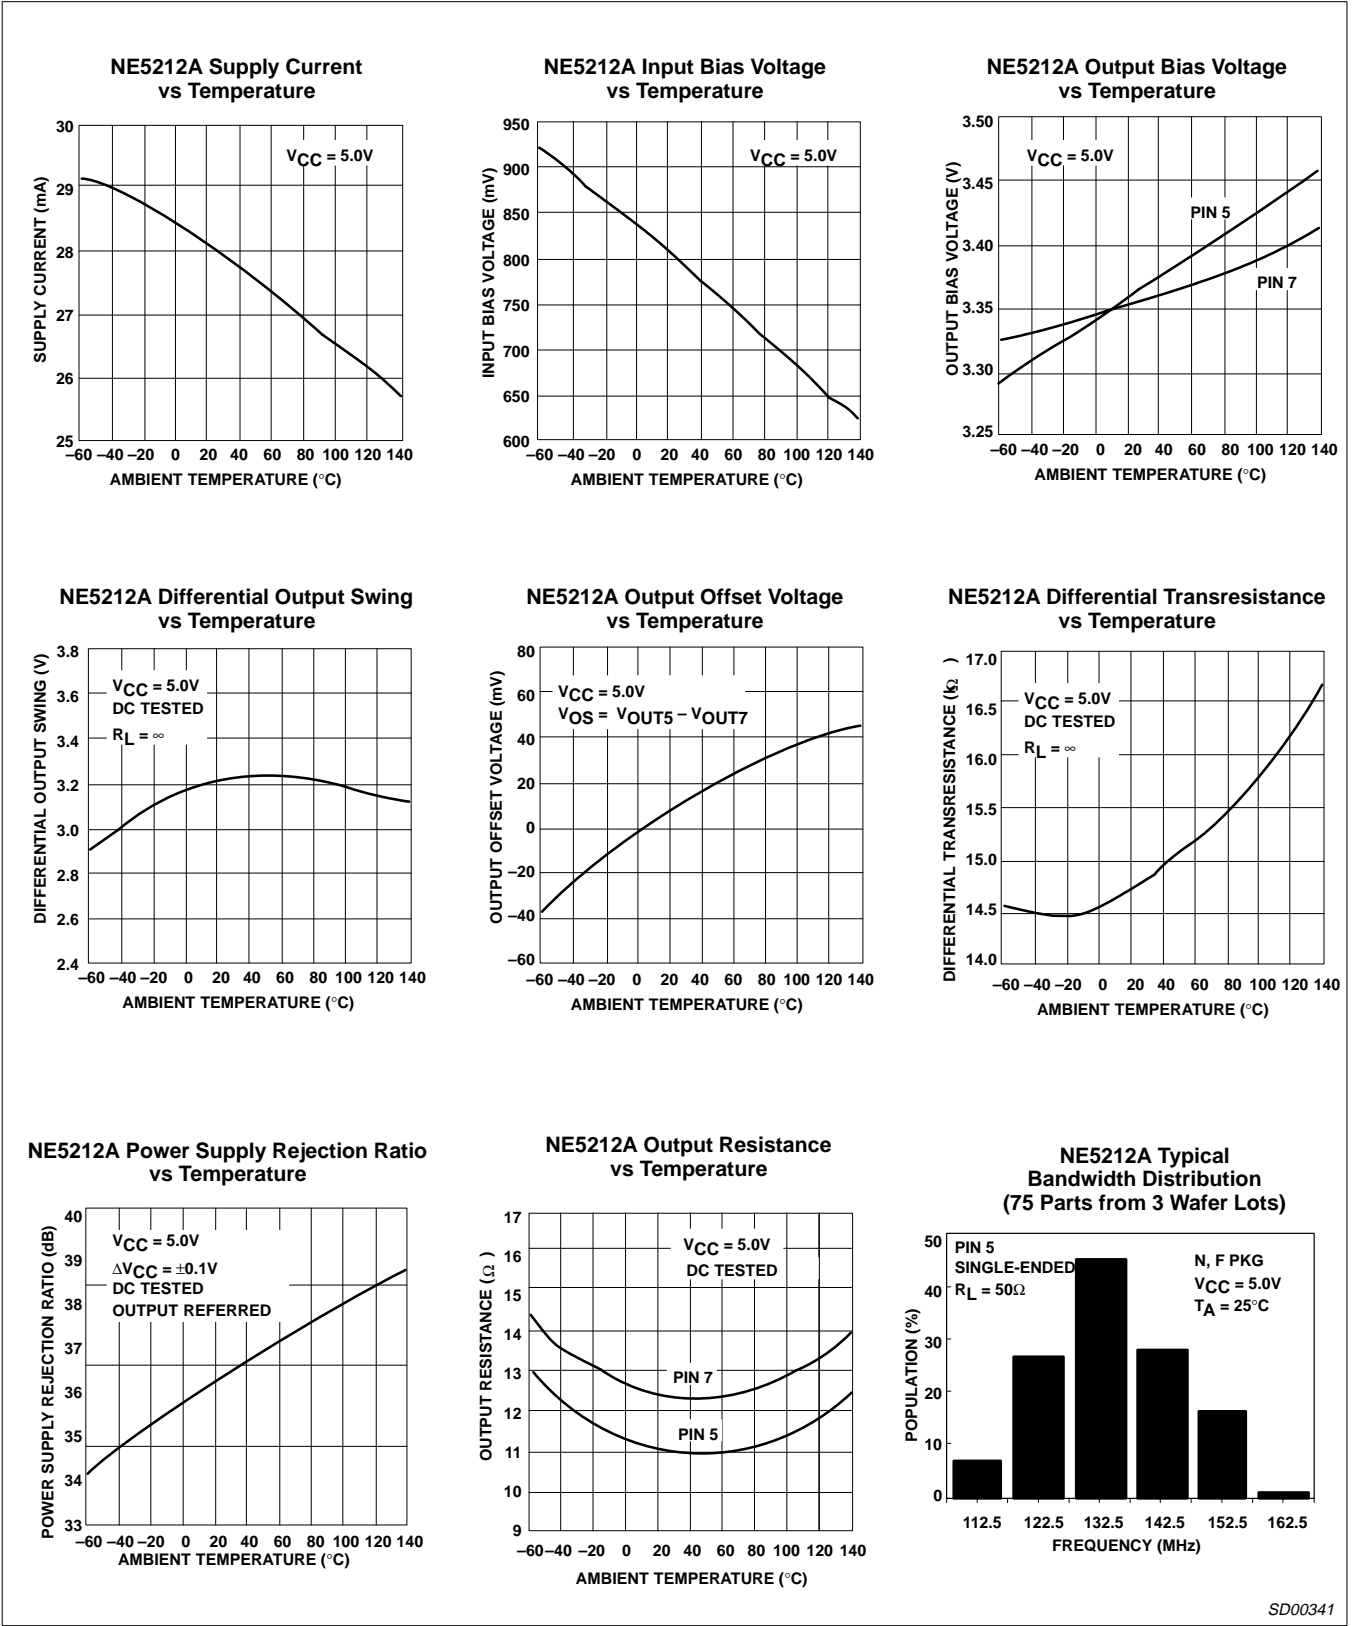 NE5212A Supply Current
vs Temperature
30
29
28
27
26
25
SUPPLY CURRENT (mA)
VCC = 5.0V
–60 –40 –20 0 20 40 60 80 100 120 140
AMBIENT TEMPERATURE (°C)
NE5212A Input Bias Voltage
vs Temperature
950
900
850
800
750
700
650
600
INPUT BIAS VOLTAGE (mV)
VCC = 5.0V
–60 –40 –20 0 20 40 60 80 100 120 140
AMBIENT TEMPERATURE (°C)
NE5212A Output Bias Voltage
vs Temperature
3.50
3.45
3.40
3.35
3.30
3.25
OUTPUT BIAS VOLTAGE (V)
VCC = 5.0V
PIN 5
PIN 7
–60 –40 –20 0 20 40 60 80 100 120 140
AMBIENT TEMPERATURE (°C)
NE5212A Differential Output Swing
vs Temperature
3.8
3.6
3.4
3.2
3.0
2.8
2.6
2.4
DIFFERENTIAL OUTPUT SWING (V)
VCC = 5.0V
DC TESTED
RL = ∞
–60 –40 –20 0 20 40 60 80 100 120 140
AMBIENT TEMPERATURE (°C)
NE5212A Output Offset Voltage
vs Temperature
80
60
40
20
0
–20
–40
–60
OUTPUT OFFSET VOLTAGE (mV)
VCC = 5.0V
VOS = VOUT5 – VOUT7
–60 –40 –20 0 20 40 60 80 100 120 140
AMBIENT TEMPERATURE (°C)
NE5212A Differential Transresistance
vs Temperature
17.0
16.5
16.0
15.5
15.0
14.5
14.0
DIFFERENTIAL TRANSRESISTANCE (kΩ )
VCC = 5.0V
DC TESTED
RL = ∞
–60 –40 –20 0 20 40 60 80 100 120 140
AMBIENT TEMPERATURE (°C)
NE5212A Power Supply Rejection Ratio
vs Temperature
40
39
38
37
36
35
34
33
POWER SUPPLY REJECTION RATIO (dB)
VCC = 5.0V
ΔVCC = ±0.1V
DC TESTED
OUTPUT REFERRED
–60 –40 –20 0 20 40 60 80 100 120 140
AMBIENT TEMPERATURE (°C)
NE5212A Output Resistance
vs Temperature
17
16
15
14
13
12
11
10
9
OUTPUT RESISTANCE (Ω )
VCC = 5.0V
DC TESTED
PIN 7
PIN 5
–60 –40 –20 0 20 40 60 80 100 120 140
AMBIENT TEMPERATURE (°C)
NE5212A Typical
Bandwidth Distribution
(75 Parts from 3 Wafer Lots)
50
40
30
20
10
0
POPULATION (%)
PIN 5
SINGLE-ENDED
RL = 50Ω
N, F PKG
VCC = 5.0V
TA = 25°C
112.5 122.5 132.5 142.5 152.5 162.5
FREQUENCY (MHz)
SD00341